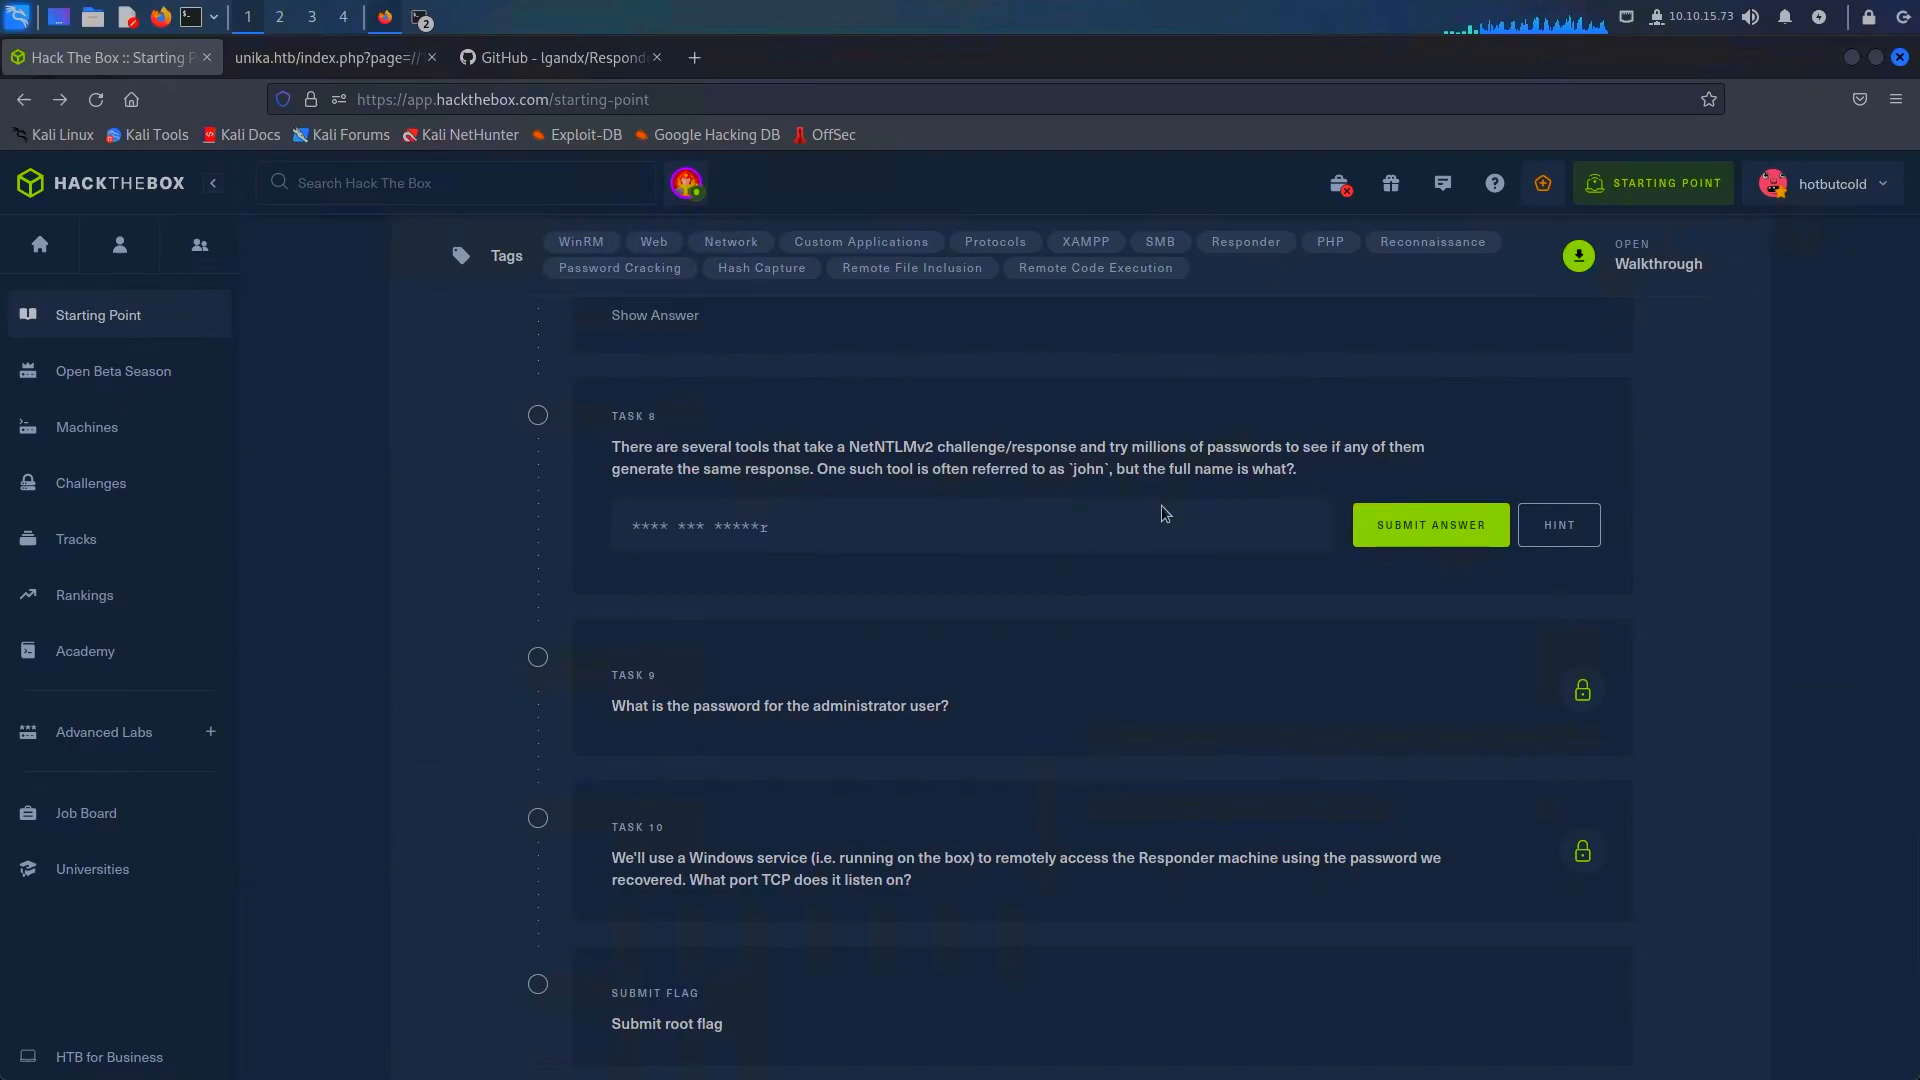 1 2 3 4 2 10.10.15.73
Hack The Box :: Starting P unika.htb/index.php?page=// GitHub - lgandx/Respond
https://app.hackthebox.com/starting-point
Kali Linux Kali Tools Kali Docs Kali Forums Kali NetHunter Exploit-DB Google Hacking DB OffSec
HACKTHEBOX Search Hack The Box STARTING POINT hotbutcold
Tags WinRM Web Network Custom Applications Protocols XAMPP SMB Responder PHP Reconnaissance
Password Cracking Hash Capture Remote File Inclusion Remote Code Execution
OPEN
Walkthrough
Starting Point
Open Beta Season
Machines
Challenges
Tracks
Rankings
Academy
Advanced Labs +
Job Board
Universities
HTB for Business
Show Answer
TASK 8
There are several tools that take a NetNTLMv2 challenge/response and try millions of passwords to see if any of them
generate the same response. One such tool is often referred to as `john`, but the full name is what?.
**** *** *****r SUBMIT ANSWER HINT
TASK 9
What is the password for the administrator user?
TASK 10
We'll use a Windows service (i.e. running on the box) to remotely access the Responder machine using the password we
recovered. What port TCP does it listen on?
SUBMIT FLAG
Submit root flag